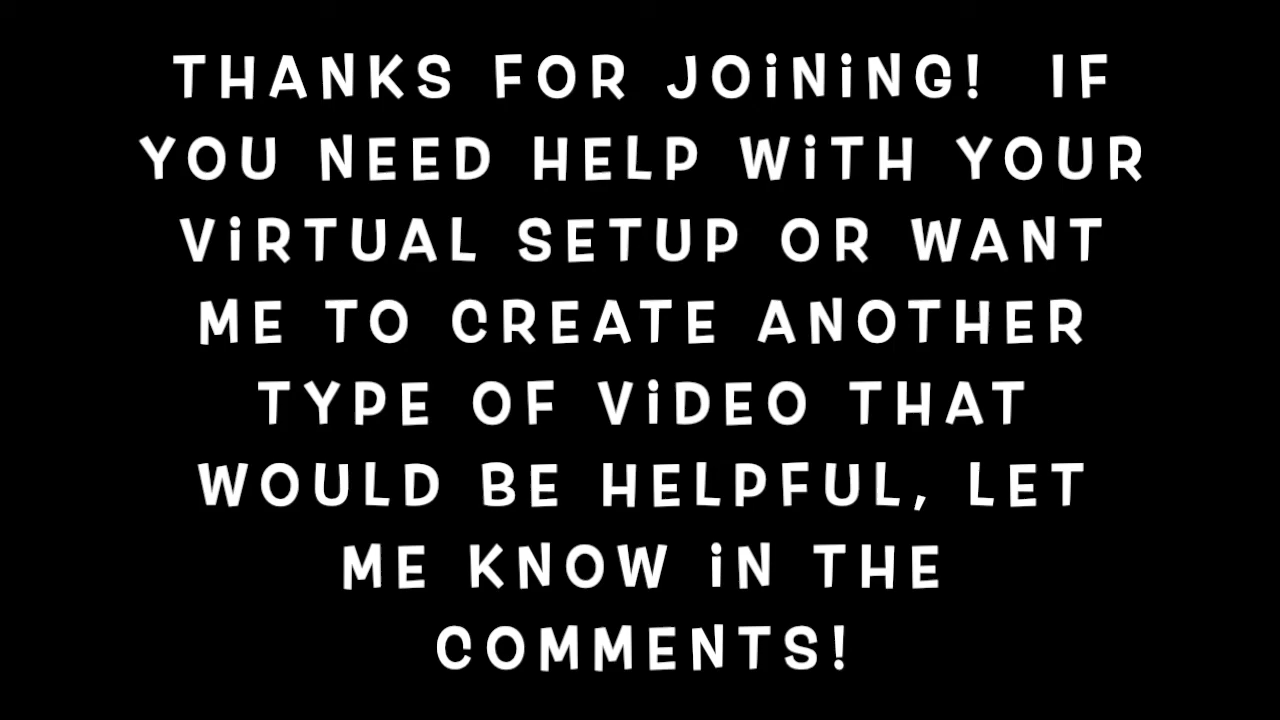 THANKS FOR JOiNiNG! IF
YOU NEED HELP WiTH YOUR
ViRTUAL SETUP OR WANT
ME TO CREATE ANOTHER
TYPE OF ViDEO THAT
WOULD BE HELPFUL, LET
ME KNOW iN THE
COMMENTS!